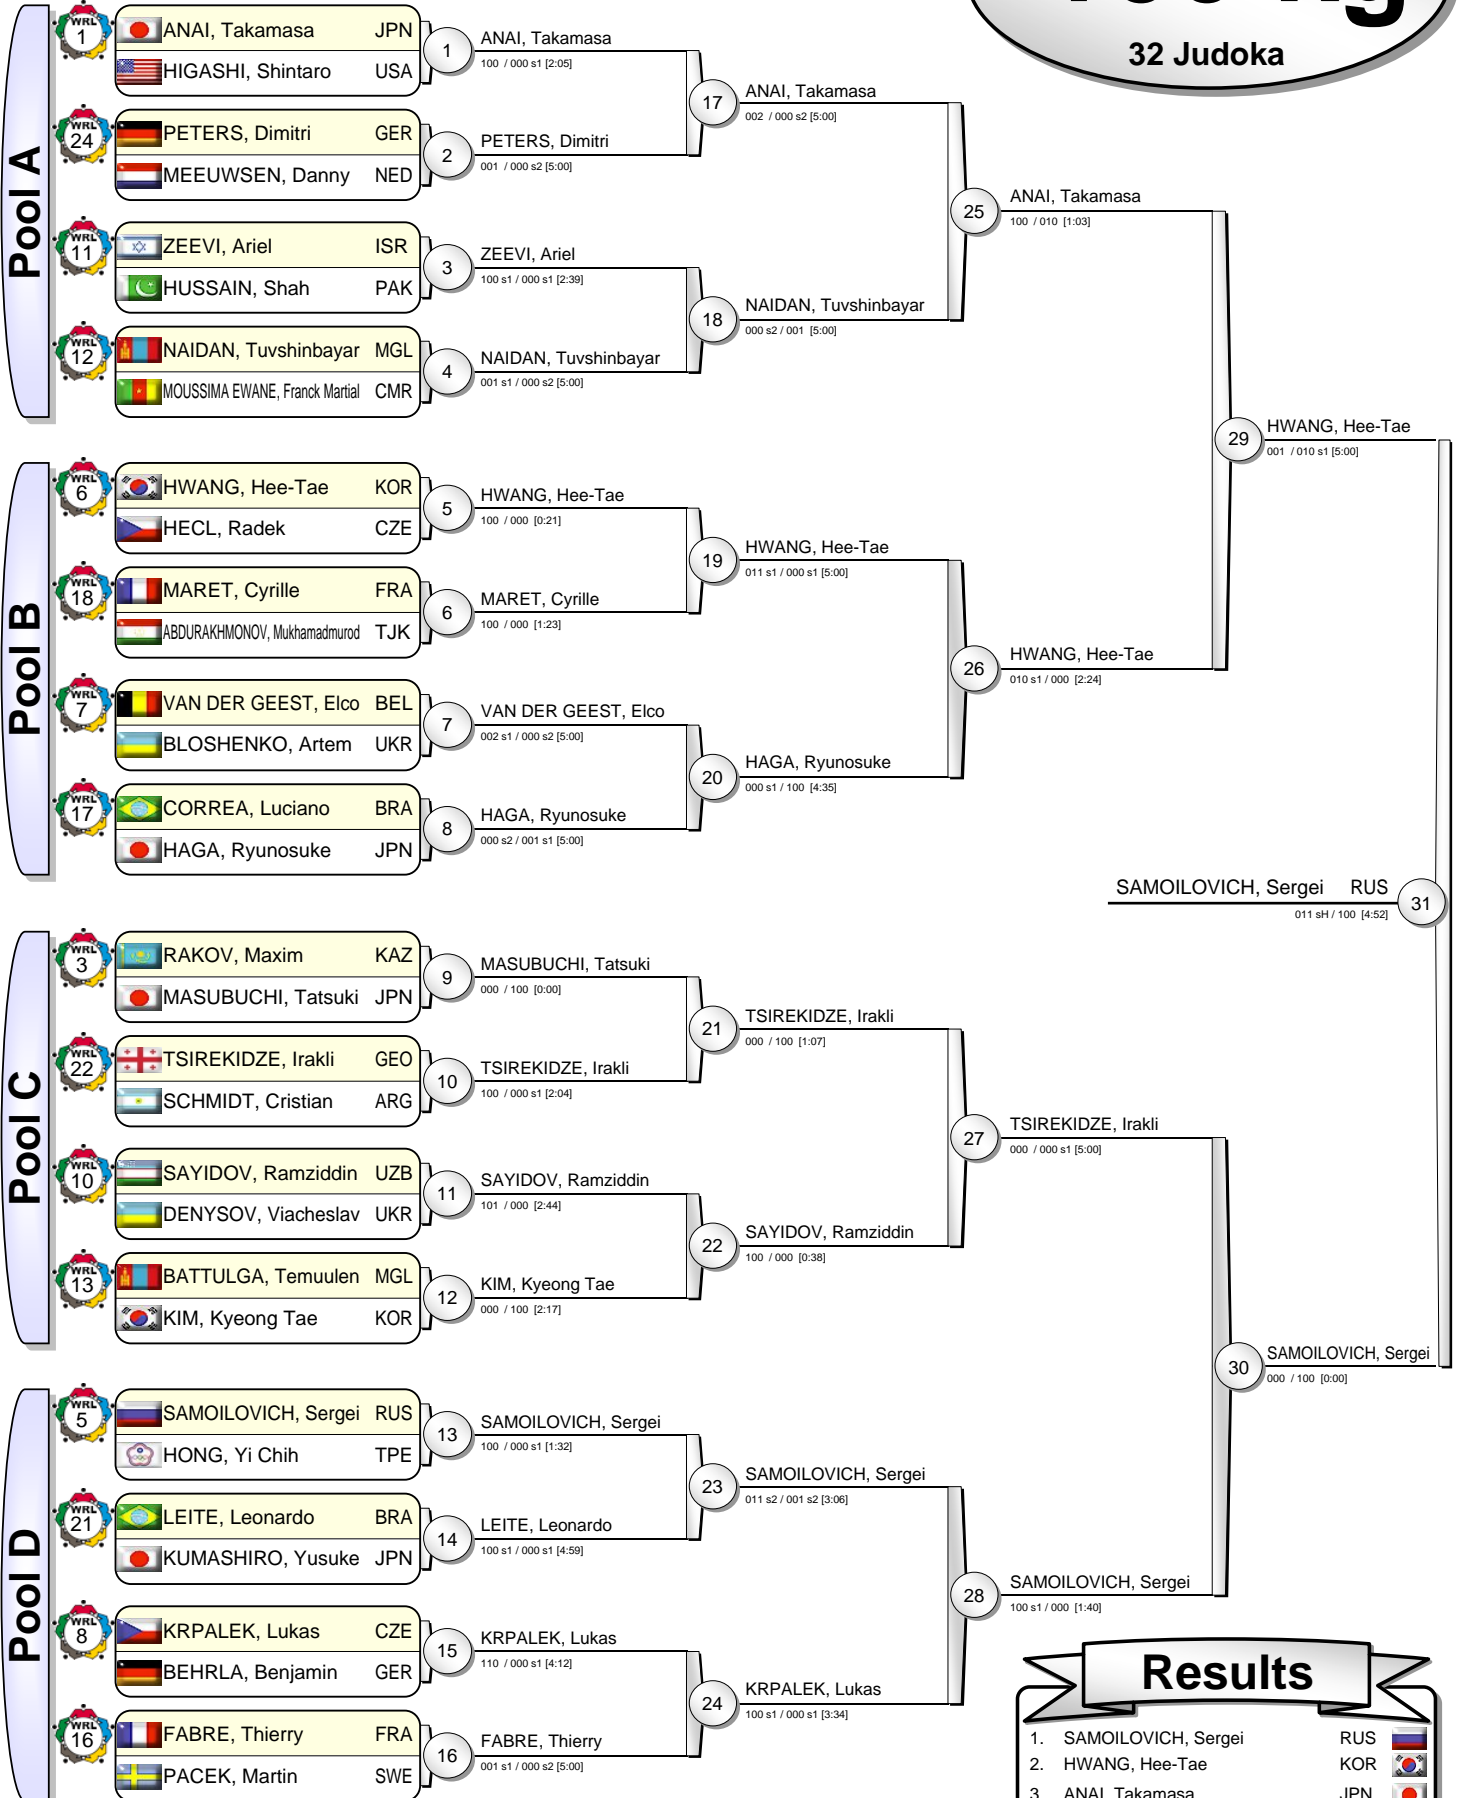 32 Judoka
Pool A
WRL 1
ANAI, Takamasa JPN
HIGASHI, Shintaro USA
WRL 24
PETERS, Dimitri GER
MEEUWSEN, Danny NED
WRL 11
ZEEVI, Ariel ISR
HUSSAIN, Shah PAK
WRL 12
NAIDAN, Tuvshinbayar MGL
MOUSSIMA EWANE, Franck Martial CMR
1
ANAI, Takamasa
100 / 000 s1 [2:05]
2
PETERS, Dimitri
001 / 000 s2 [5:00]
3
ZEEVI, Ariel
100 s1 / 000 s1 [2:39]
4
NAIDAN, Tuvshinbayar
001 s1 / 000 s2 [5:00]
17
ANAI, Takamasa
002 / 000 s2 [5:00]
18
NAIDAN, Tuvshinbayar
000 s2 / 001 [5:00]
25
ANAI, Takamasa
100 / 010 [1:03]
Pool B
WRL 6
HWANG, Hee-Tae KOR
HECL, Radek CZE
WRL 18
MARET, Cyrille FRA
ABDURAKHMONOV, Mukhamadmurod TJK
WRL 7
VAN DER GEEST, Elco BEL
BLOSHENKO, Artem UKR
WRL 17
CORREA, Luciano BRA
HAGA, Ryunosuke JPN
5
HWANG, Hee-Tae
100 / 000 [0:21]
6
MARET, Cyrille
100 / 000 [1:23]
7
VAN DER GEEST, Elco
002 s1 / 000 s2 [5:00]
8
HAGA, Ryunosuke
000 s2 / 001 s1 [5:00]
19
HWANG, Hee-Tae
011 s1 / 000 s1 [5:00]
20
HAGA, Ryunosuke
000 s1 / 100 [4:35]
26
HWANG, Hee-Tae
010 s1 / 000 [2:24]
29
HWANG, Hee-Tae
001 / 010 s1 [5:00]
SAMOILOVICH, Sergei RUS
31
011 sH / 100 [4:52]
Pool C
WRL 3
RAKOV, Maxim KAZ
MASUBUCHI, Tatsuki JPN
WRL 22
TSIREKIDZE, Irakli GEO
SCHMIDT, Cristian ARG
WRL 10
SAYIDOV, Ramziddin UZB
DENYSOV, Viacheslav UKR
WRL 13
BATTULGA, Temuulen MGL
KIM, Kyeong Tae KOR
9
MASUBUCHI, Tatsuki
000 / 100 [0:00]
10
TSIREKIDZE, Irakli
100 / 000 s1 [2:04]
11
SAYIDOV, Ramziddin
101 / 000 [2:44]
12
KIM, Kyeong Tae
000 / 100 [2:17]
21
TSIREKIDZE, Irakli
000 / 100 [1:07]
22
SAYIDOV, Ramziddin
100 / 000 [0:38]
27
TSIREKIDZE, Irakli
000 / 000 s1 [5:00]
Pool D
WRL 5
SAMOILOVICH, Sergei RUS
HONG, Yi Chih TPE
WRL 21
LEITE, Leonardo BRA
KUMASHIRO, Yusuke JPN
WRL 8
KRPALEK, Lukas CZE
BEHRLA, Benjamin GER
WRL 16
FABRE, Thierry FRA
PACEK, Martin SWE
13
SAMOILOVICH, Sergei
100 / 000 s1 [1:32]
14
LEITE, Leonardo
100 s1 / 000 s1 [4:59]
15
KRPALEK, Lukas
110 / 000 s1 [4:12]
16
FABRE, Thierry
001 s1 / 000 s2 [5:00]
23
SAMOILOVICH, Sergei
011 s2 / 001 s2 [3:06]
24
KRPALEK, Lukas
100 s1 / 000 s1 [3:34]
28
SAMOILOVICH, Sergei
100 s1 / 000 [1:40]
30
SAMOILOVICH, Sergei
000 / 100 [0:00]
Results
1. SAMOILOVICH, Sergei RUS
2. HWANG, Hee-Tae KOR
3. ANAI, Takamasa JPN